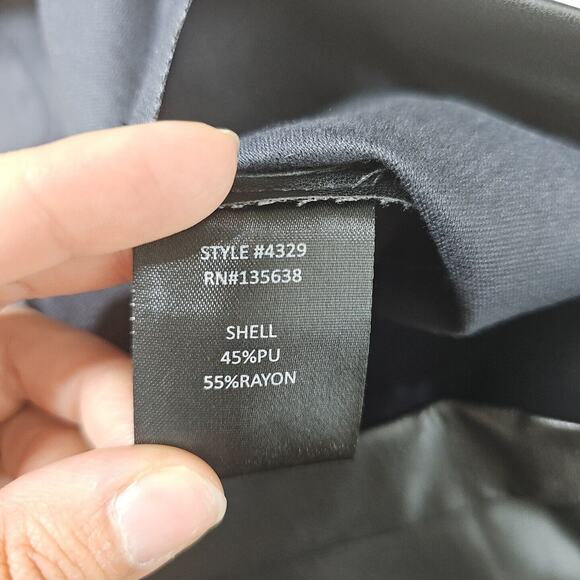 STYLE #4329
RN#135638
SHELL
45%PU
55%RAYON